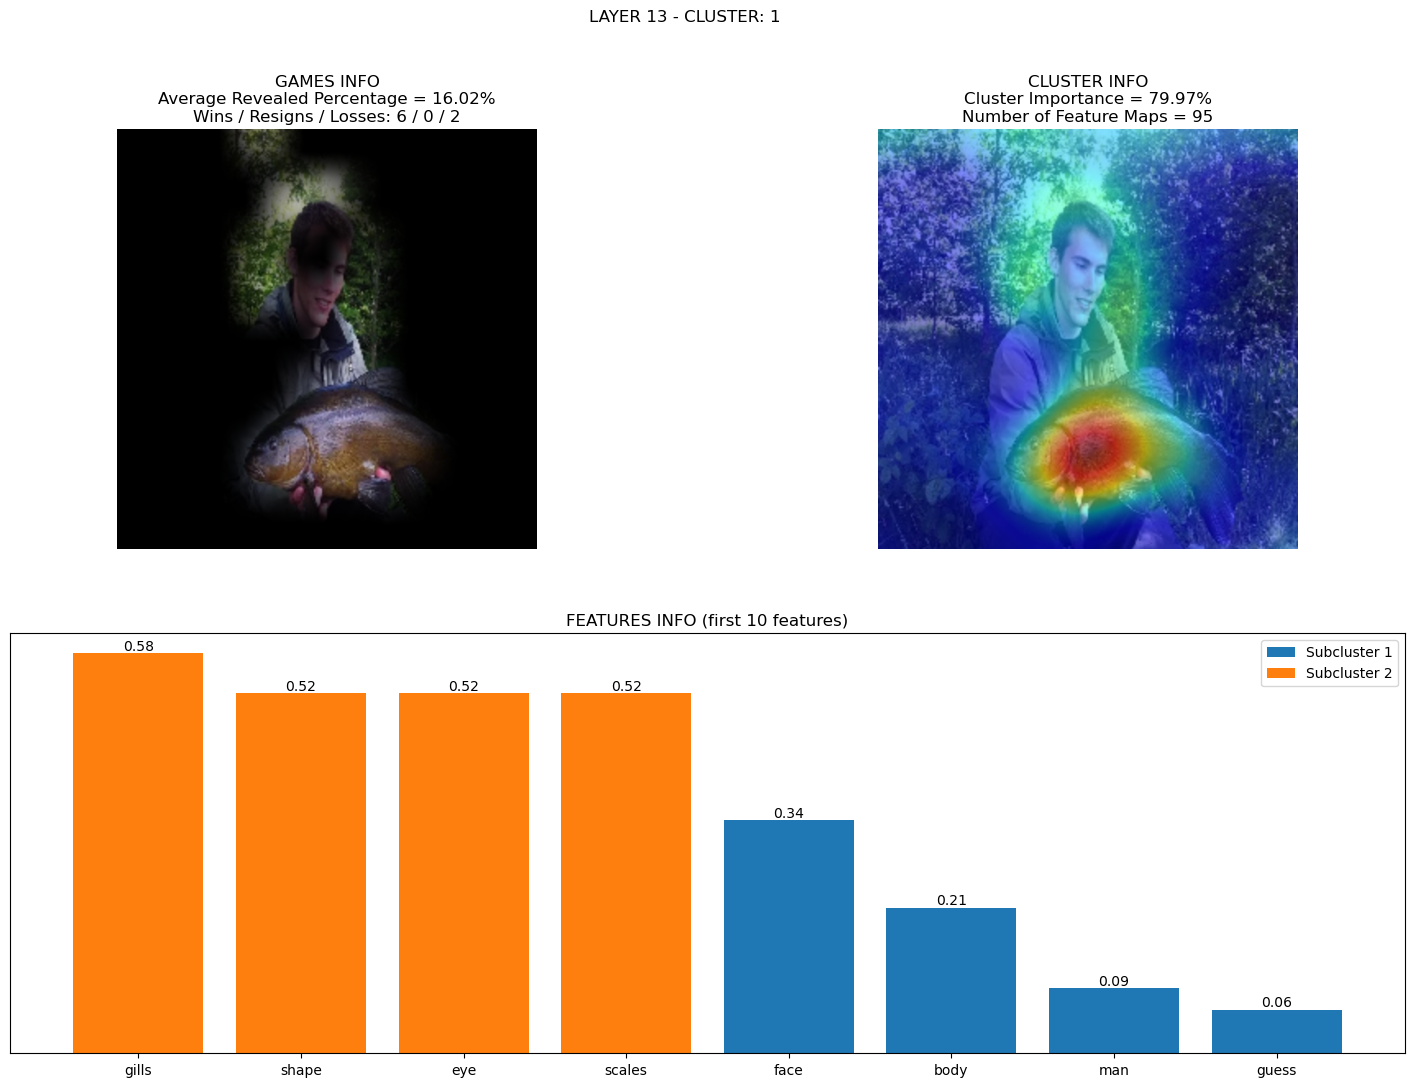 LAYER 13 - CLUSTER: 1
GAMES INFO
Average Revealed Percentage = 16.02%
Wins / Resigns / Losses: 6 / 0 / 2
CLUSTER INFO
Cluster Importance = 79.97%
Number of Feature Maps = 95
FEATURES INFO (first 10 features)
Subcluster 1
Subcluster 2
0.58
0.52
0.52
0.52
0.34
0.21
0.09
0.06
gills
shape
eye
scales
face
body
man
guess